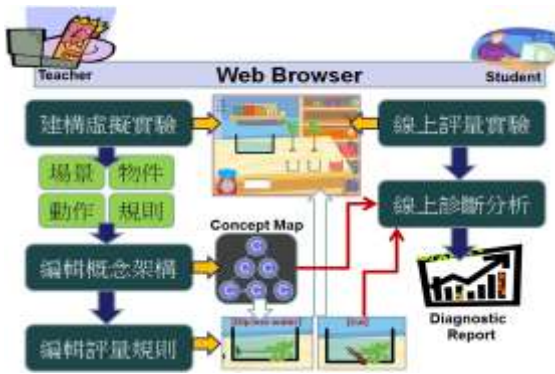 Teacher
Web Browser
Student
建構虛擬實驗
線上評量實驗
場景
物件
動作
規則
線上診斷分析
Concept Map
編輯概念架構
C
C C
C C C
Diagnostic
Report
編輯評量規則